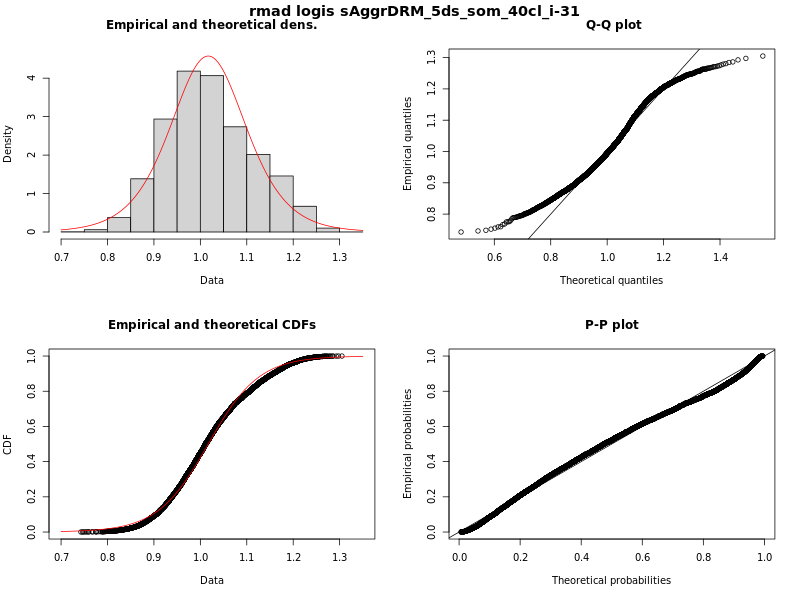 rmad logis sAggrDRM_5ds_som_40cl_i-31
Empirical and theoretical dens.
Density
0 1 2 3 4
0.7 0.8 0.9 1.0 1.1 1.2 1.3
Data
Q-Q plot
Empirical quantiles
0.8 0.9 1.0 1.1 1.2 1.3
0.6 0.8 1.0 1.2 1.4
Theoretical quantiles
Empirical and theoretical CDFs
CDF
0.0 0.2 0.4 0.6 0.8 1.0
0.7 0.8 0.9 1.0 1.1 1.2 1.3
Data
P-P plot
Empirical probabilities
0.0 0.2 0.4 0.6 0.8 1.0
0.0 0.2 0.4 0.6 0.8 1.0
Theoretical probabilities